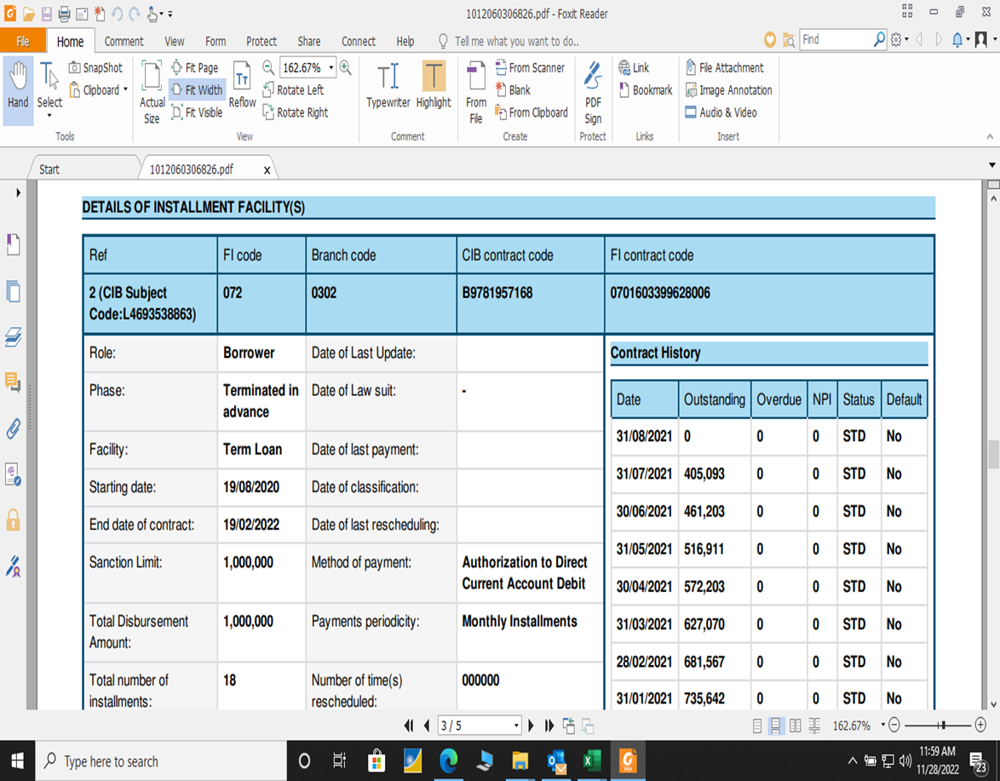 1012060306826.pdf - Foxit Reader
File Home Comment View Form Protect Share Connect Help Tell me what you want to do.. Find
Hand
Select
SnapShot
Clipboard
Tools
Actual Size
Fit Page
Fit Width
Fit Visible
Reflow
162.67%
Rotate Left
Rotate Right
View
Typewriter Highlight
Comment
From File
From Scanner
Blank
From Clipboard
Create
PDF Sign
Protect
Link
Bookmark
Links
File Attachment
Image Annotation
Audio & Video
Insert
Start 1012060306826.pdf x
DETAILS OF INSTALLMENT FACILITY(S)
Ref FI code Branch code CIB contract code FI contract code
2 (CIB Subject Code:L4693538863) 072 0302 B9781957168 0701603399628006
Role: Borrower Date of Last Update:
Phase: Terminated in advance Date of Law suit: -
Facility: Term Loan Date of last payment:
Starting date: 19/08/2020 Date of classification:
End date of contract: 19/02/2022 Date of last rescheduling:
Sanction Limit: 1,000,000 Method of payment: Authorization to Direct Current Account Debit
Total Disbursement Amount: 1,000,000 Payments periodicity: Monthly Installments
Total number of installments: 18 Number of time(s) rescheduled: 000000
Contract History
Date Outstanding Overdue NPI Status Default
31/08/2021 0 0 0 STD No
31/07/2021 405,093 0 0 STD No
30/06/2021 461,203 0 0 STD No
31/05/2021 516,911 0 0 STD No
30/04/2021 572,203 0 0 STD No
31/03/2021 627,070 0 0 STD No
28/02/2021 681,567 0 0 STD No
31/01/2021 735,642 0 0 STD No
3 / 5 162.67%
Type here to search
11:59 AM
11/28/2022
23